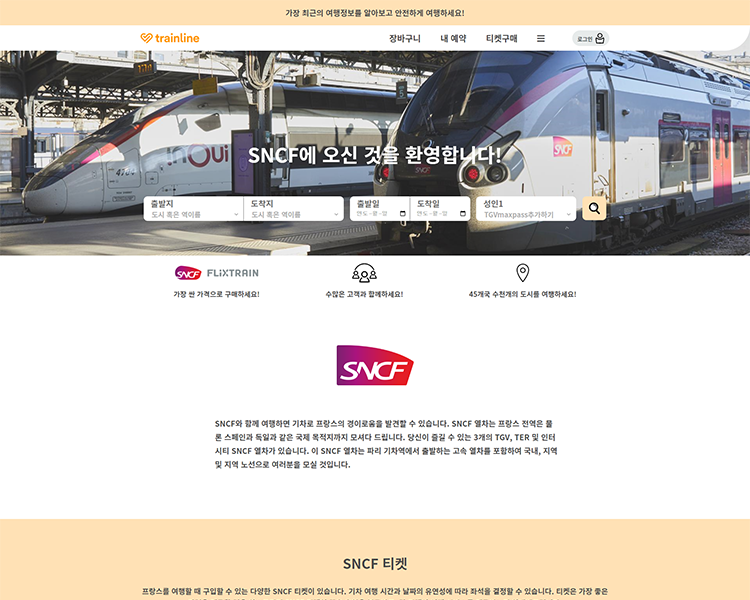 가장 최근의 여행정보를 알아보고 안전하게 여행하세요!
trainline
장바구니 내 예약 티켓구매 로그인
inOui
SNCF
SNCF
SNCF에 오신 것을 환영합니다!
출발지 도착지 출발일 도착일 성인1
도시 혹은 역이름 도시 혹은 역이름 연도-월-일 연도-월-일 TGVmaxpass추가하기
SNCF FLiXTRAIN
가장 싼 가격으로 구매하세요! 수많은 고객과 함께하세요! 45개국 수천개의 도시를 여행하세요!
SNCF
SNCF와 함께 여행하면 기차로 프랑스의 경이로움을 발견할 수 있습니다. SNCF 열차는 프랑스 전역은 물
론 스페인과 독일과 같은 국제 목적지까지 모셔다 드립니다. 당신이 즐길 수 있는 3개의 TGV, TER 및 인터
시티 SNCF 열차가 있습니다. 이 SNCF 열차는 파리 기차역에서 출발하는 고속 열차를 포함하여 국내, 지역
및 지역 노선으로 여러분을 모실 것입니다.
SNCF 티켓
프랑스를 여행할 때 구입할 수 있는 다양한 SNCF 티켓이 있습니다. 기차 여행 시간과 날짜의 유연성에 따라 좌석을 결정할 수 있습니다. 티켓은 가장 좋은